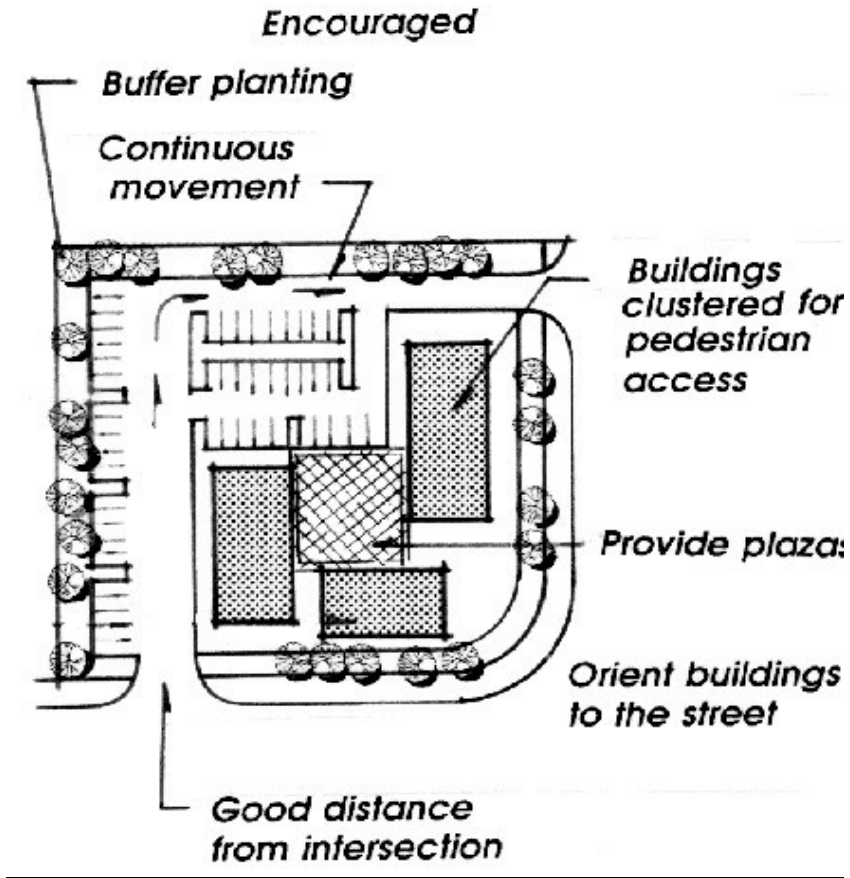 Encouraged
Buffer planting
Continuous
movement
Buildings
clustered for
pedestrian
access
Provide plazas
Orient buildings
to the street
Good distance
from intersection